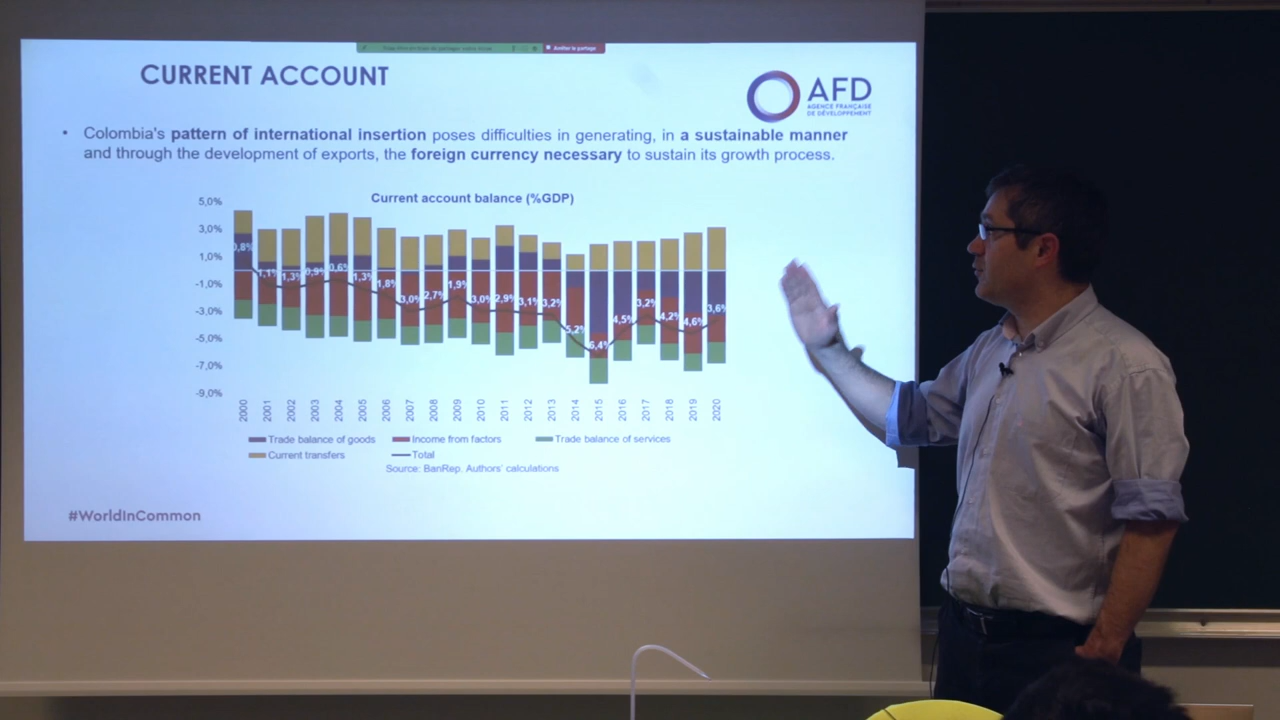 Arrêter le partage
CURRENT ACCOUNT
AFD
AGENCE FRANÇAISE
DE DÉVELOPPEMENT
• Colombia's pattern of international insertion poses difficulties in generating, in a sustainable manner
and through the development of exports, the foreign currency necessary to sustain its growth process.
Current account balance (%GDP)
5,0%
3,0%
1,0%
-1,0%
-3,0%
-5,0%
-7,0%
-9,0%
0,8% 1,1% 1,3% 0,9% 0,6% 1,3% 1,8% 3,0% 2,7% 1,9% 3,0% 2,9% 3,1% 3,2% 5,2% 6,4% 4,5% 3,2% 4,2% 4,6% 3,6%
2000 2001 2002 2003 2004 2005 2006 2007 2008 2009 2010 2011 2012 2013 2014 2015 2016 2017 2018 2019 2020
Trade balance of goods Income from factors Trade balance of services
Current transfers Total
Source: BanRep. Authors' calculations
#WorldInCommon